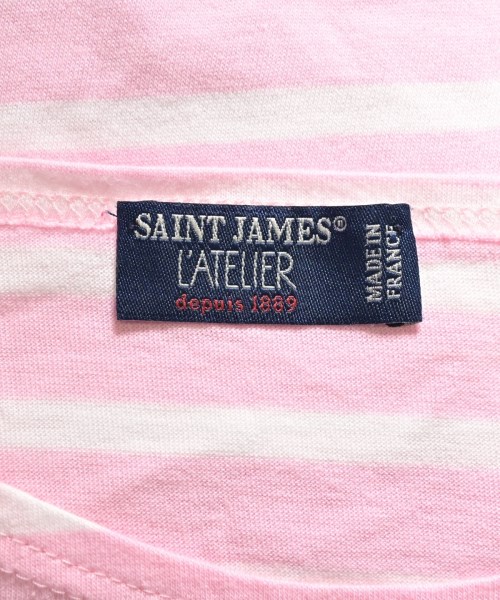 SAINT JAMES®
L'ATELIER
depuis 1889
MADE IN
FRANCE